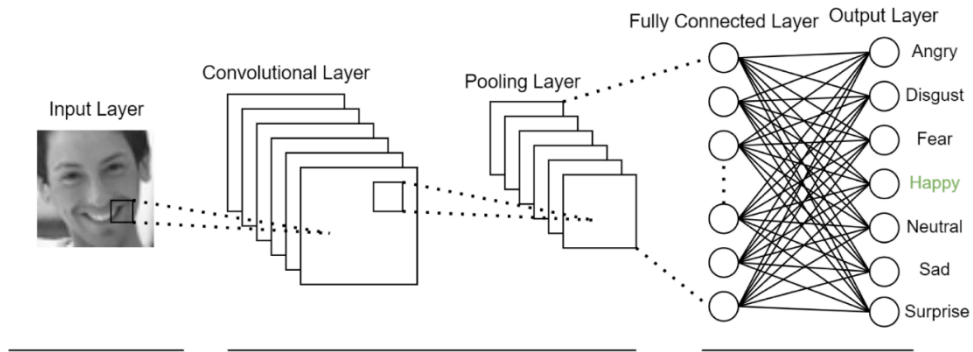 Input Layer
Convolutional Layer
Pooling Layer
Fully Connected Layer
Output Layer
Angry
Disgust
Fear
Happy
Neutral
Sad
Surprise